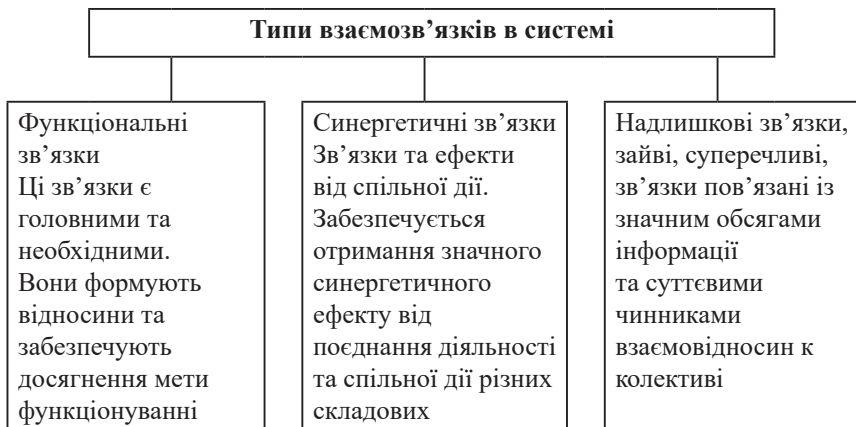 Типи взаємозв’язків в системі
Функціональні
зв’язки
Ці зв’язки є
головними та
необхідними.
Вони формують
відносини та
забезпечують
досягнення мети
функціонуванні
Синергетичні зв’язки
Зв’язки та ефекти
від спільної дії.
Забезпечується
отримання значного
синергетичного
ефекту від
поєднання діяльності
та спільної дії різних
складових
Надлишкові зв’язки,
зайві, суперечливі,
зв’язки пов’язані із
значним обсягами
інформації
та суттєвими
чинниками
взаємовідносин к
колективі